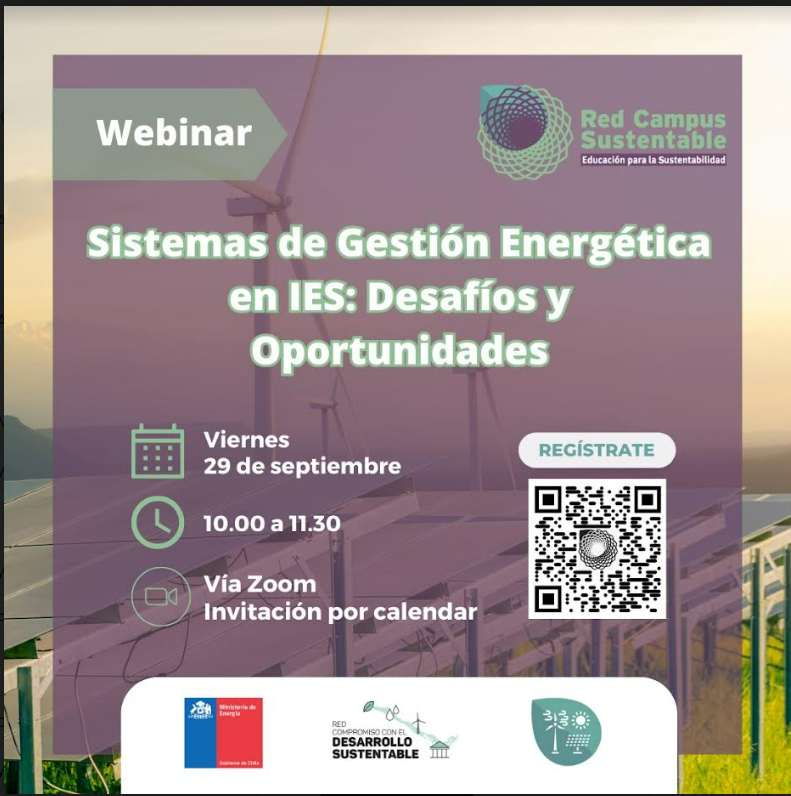 Webinar
Red Campus
Sustentable
Educación para la Sustentabilidad
Sistemas de Gestión Energética
en IES: Desafíos y
Oportunidades
Viernes
29 de septiembre
10.00 a 11.30
Vía Zoom
Invitación por calendar
REGÍSTRATE
Ministerio de
Energía
Gobierno de Chile
RED
COMPROMISO CON EL
DESARROLLO
SUSTENTABLE